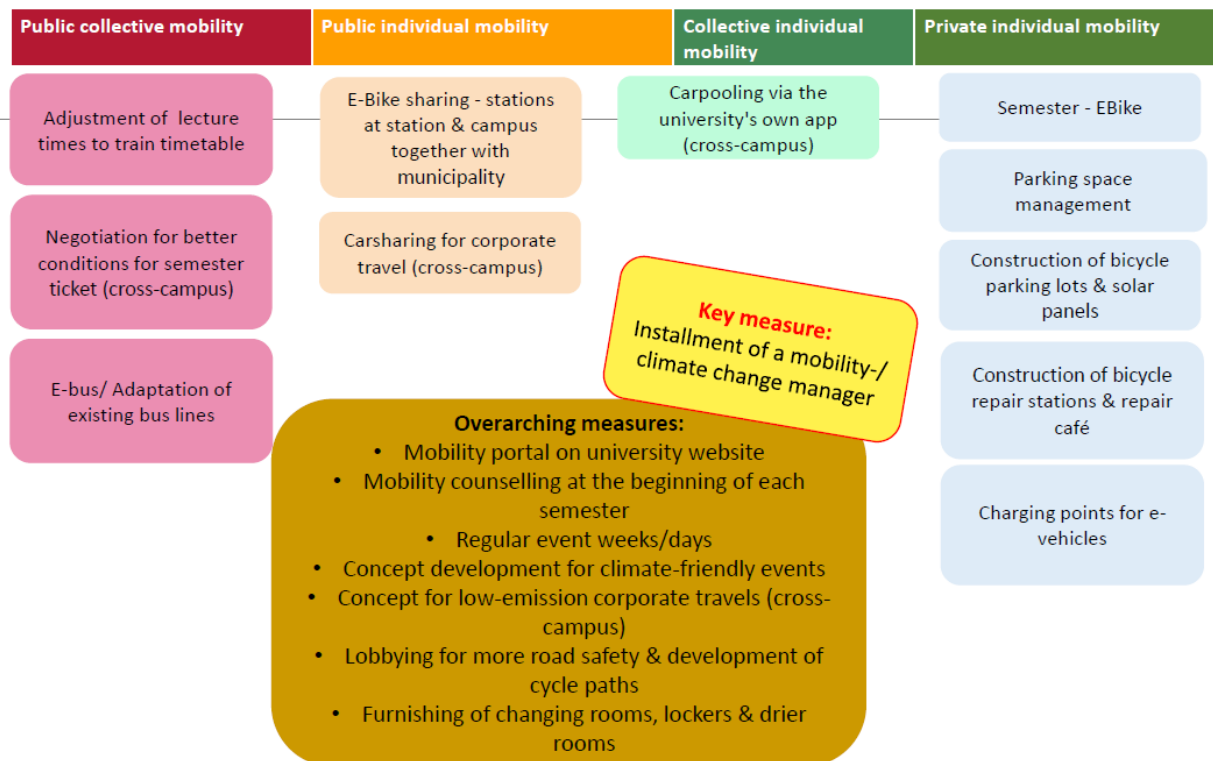 Public collective mobility
Public individual mobility
Collective individual
mobility
Private individual mobility
Adjustment of lecture
times to train timetable
Negotiation for better
conditions for semester
ticket (cross-campus)
E-bus/ Adaptation of
existing bus lines
E-Bike sharing - stations
at station & campus
together with
municipality
Carsharing for corporate
travel (cross-campus)
Carpooling via the
university's own app
(cross-campus)
Semester - EBike
Parking space
management
Construction of bicycle
parking lots & solar
panels
Construction of bicycle
repair stations & repair
café
Charging points for e-
vehicles
Key measure:
Installment of a mobility-/
climate change manager
Overarching measures:
• Mobility portal on university website
• Mobility counselling at the beginning of each
semester
• Regular event weeks/days
• Concept development for climate-friendly events
• Concept for low-emission corporate travels (cross-
campus)
• Lobbying for more road safety & development of
cycle paths
• Furnishing of changing rooms, lockers & drier
rooms